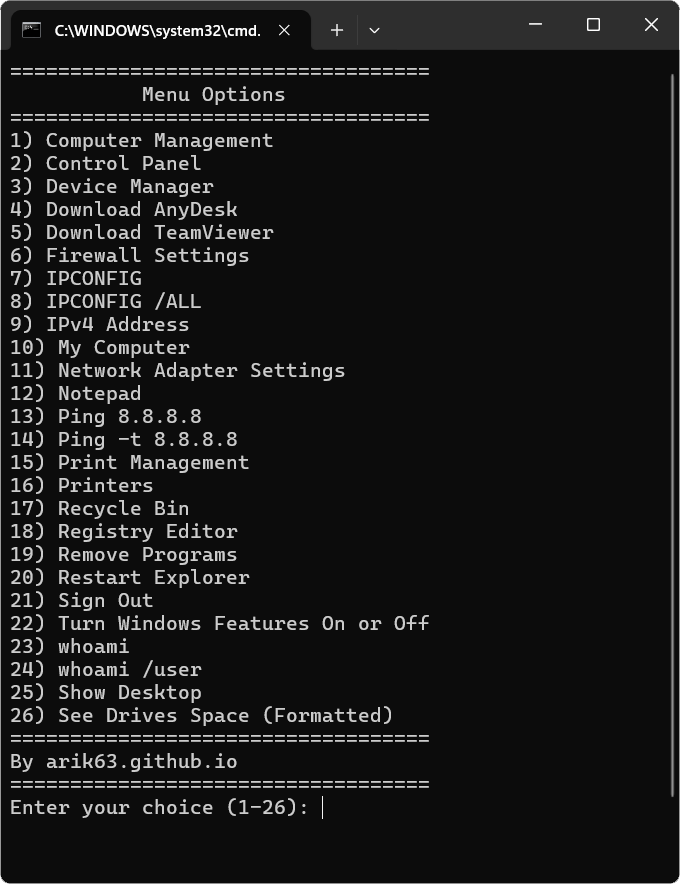 C:\WINDOWS\system32\cmd.
===================================
Menu Options
===================================
1) Computer Management
2) Control Panel
3) Device Manager
4) Download AnyDesk
5) Download TeamViewer
6) Firewall Settings
7) IPCONFIG
8) IPCONFIG /ALL
9) IPv4 Address
10) My Computer
11) Network Adapter Settings
12) Notepad
13) Ping 8.8.8.8
14) Ping -t 8.8.8.8
15) Print Management
16) Printers
17) Recycle Bin
18) Registry Editor
19) Remove Programs
20) Restart Explorer
21) Sign Out
22) Turn Windows Features On or Off
23) whoami
24) whoami /user
25) Show Desktop
26) See Drives Space (Formatted)
===================================
By arik63.github.io
===================================
Enter your choice (1-26):